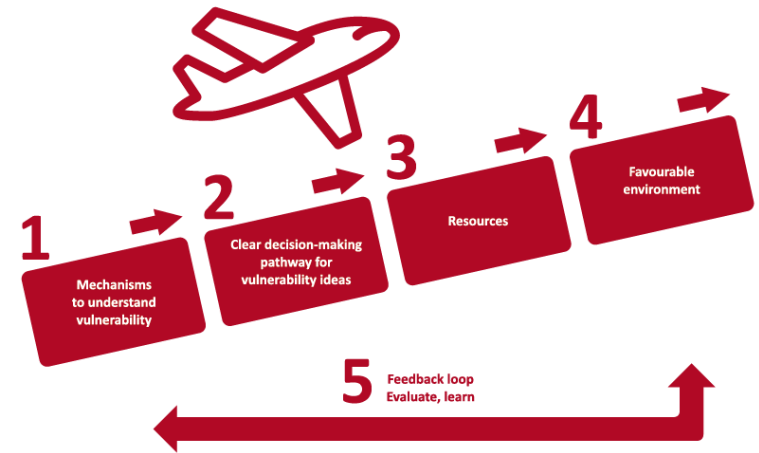 1
Mechanisms
to understand
vulnerability
2
Clear decision-making
pathway for
vulnerability ideas
3
Resources
4
Favourable
environment
5
Feedback loop
Evaluate, learn